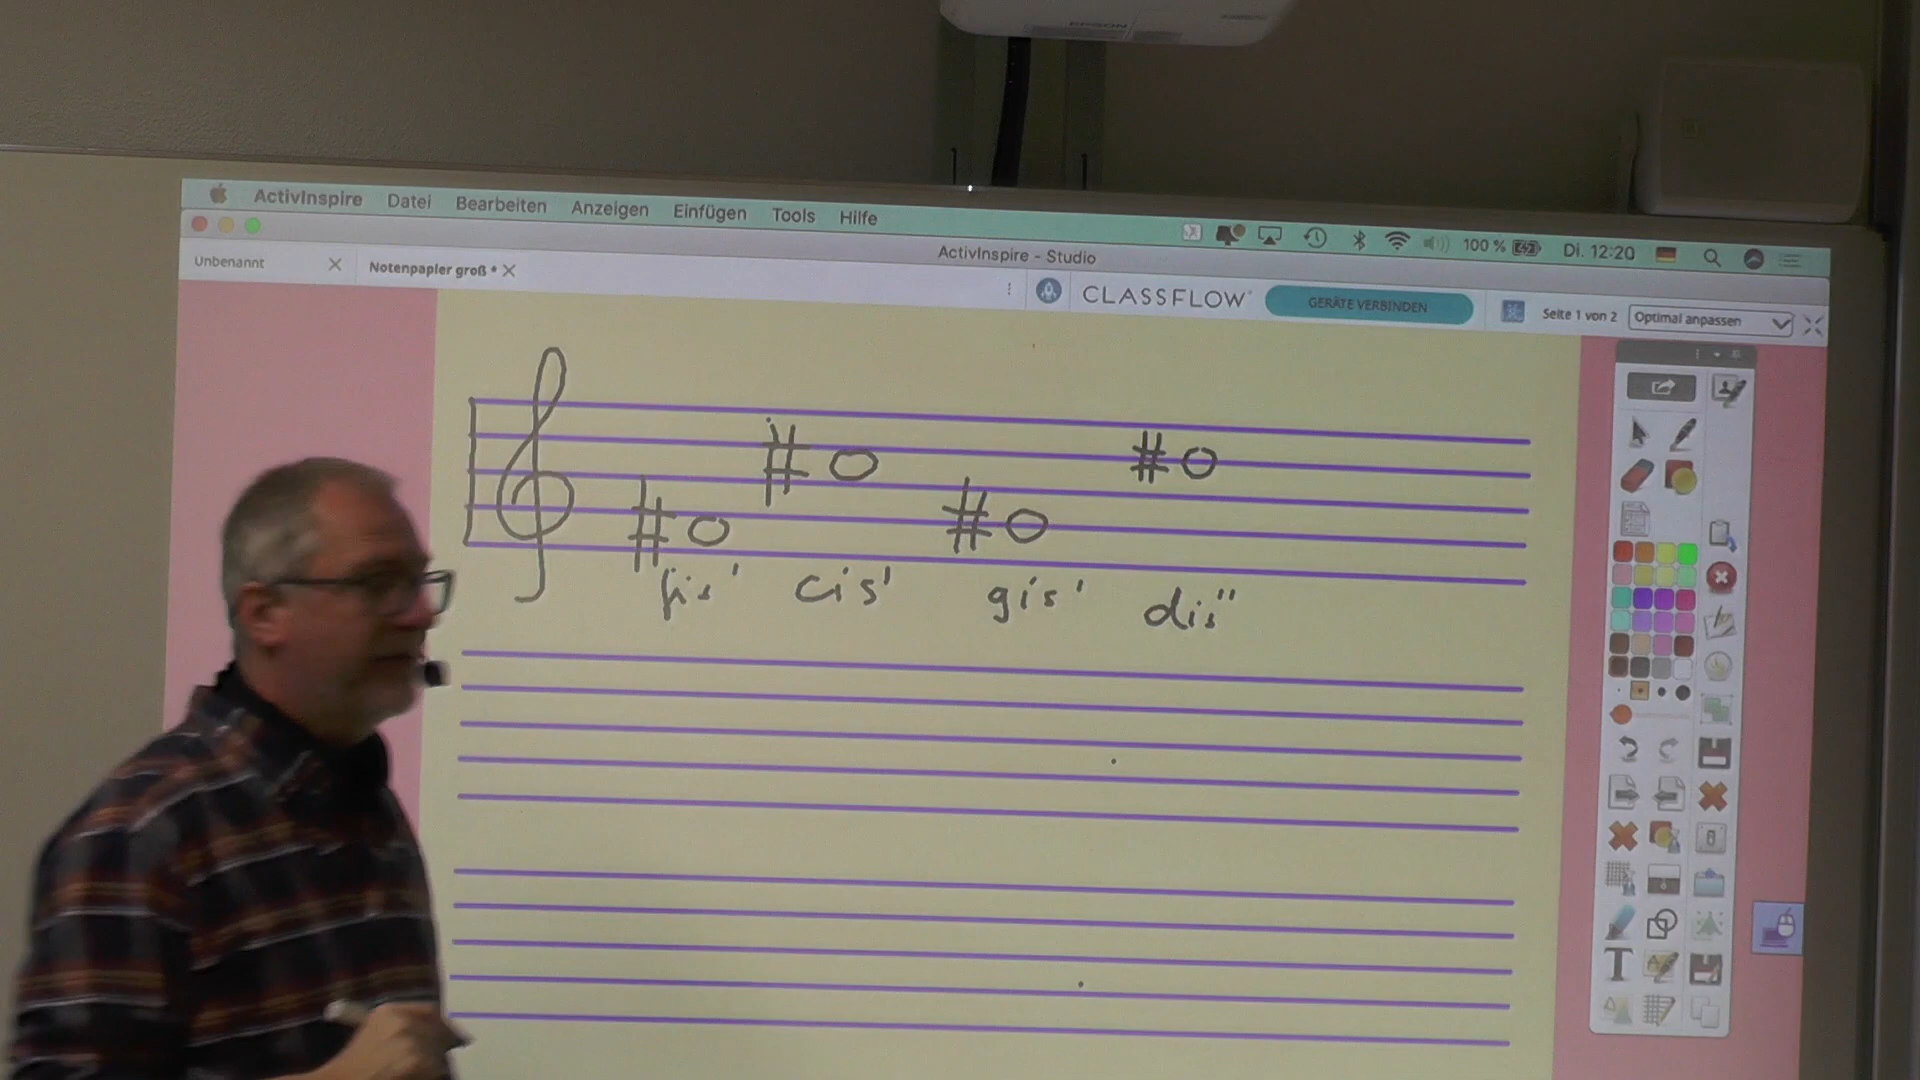 EPSON
ActivInspire Datei Bearbeiten Anzeigen Einfügen Tools Hilfe
100 % Di. 12:20
ActivInspire - Studio
Unbenannt
Notenpapier groß *
CLASSFLOW GERÄTE VERBINDEN Seite 1 von 2 Optimal anpassen
fis' cis' gis' dis''
T